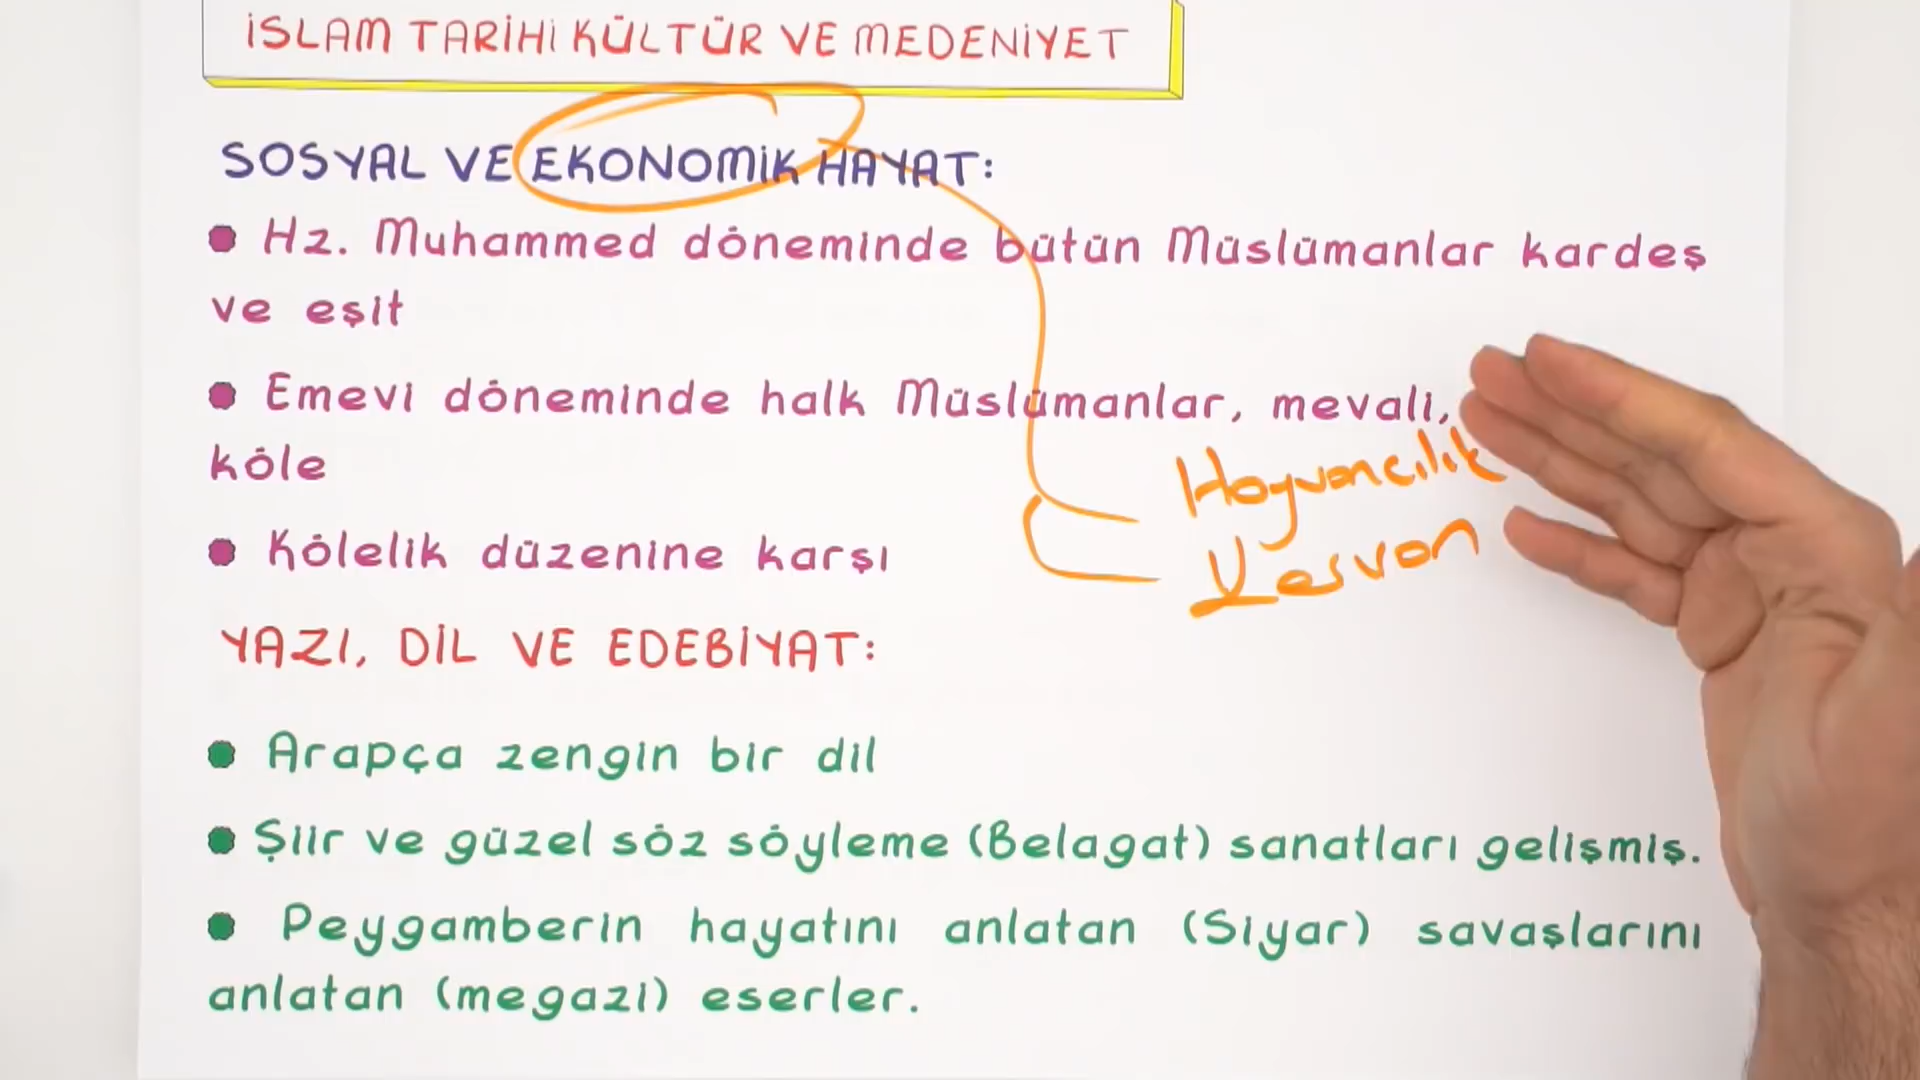 İSLAM TARİHİ KÜLTÜR VE MEDENİYET
SOSYAL VE EKONOMİK HAYAT:
Hz. Muhammed döneminde bütün Müslümanlar kardeş
ve eşit
Emevi döneminde halk Müslümanlar, mevali,
köle
Hayvancılık
Kölelik düzenine karşı
Kervan
YAZI, DİL VE EDEBİYAT:
Arapça zengin bir dil
Şiir ve güzel söz söyleme (Belagat) sanatları gelişmiş.
Peygamberin hayatını anlatan (Siyar) savaşlarını
anlatan (megazi) eserler.